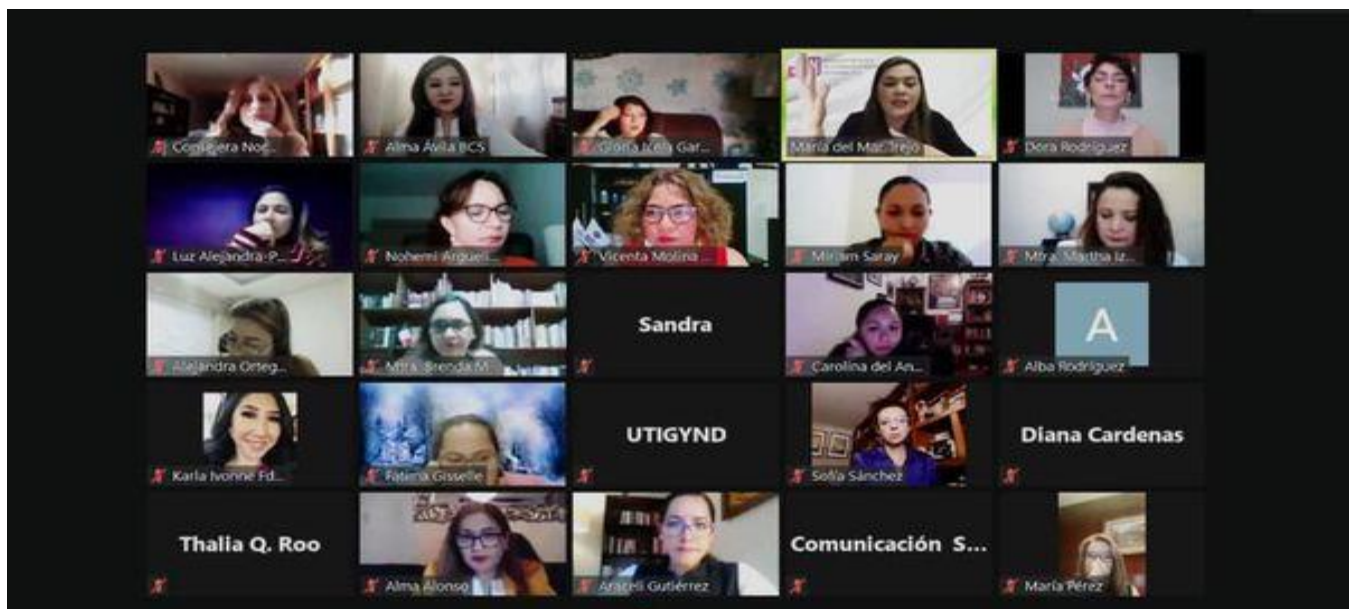 Consejera Noe...
Alma Ávila BCS
Gloria Icela Gar...
María del Mar Trejo
Dora Rodríguez
Luz Alejandra P...
Nohemí Argüell...
Vicenta Molina ...
Miriam Saray
Mtra. Martha Iz...
Alejandra Orteg...
Mtra. Brenda M...
Sandra
Carolina del An...
A
Alba Rodríguez
Karla Ivonne Fd...
Fátima Gisselle
UTIGYND
Sofía Sánchez
Diana Cardenas
Thalia Q. Roo
Alma Alonso
Araceli Gutiérrez
Comunicación S...
María Pérez